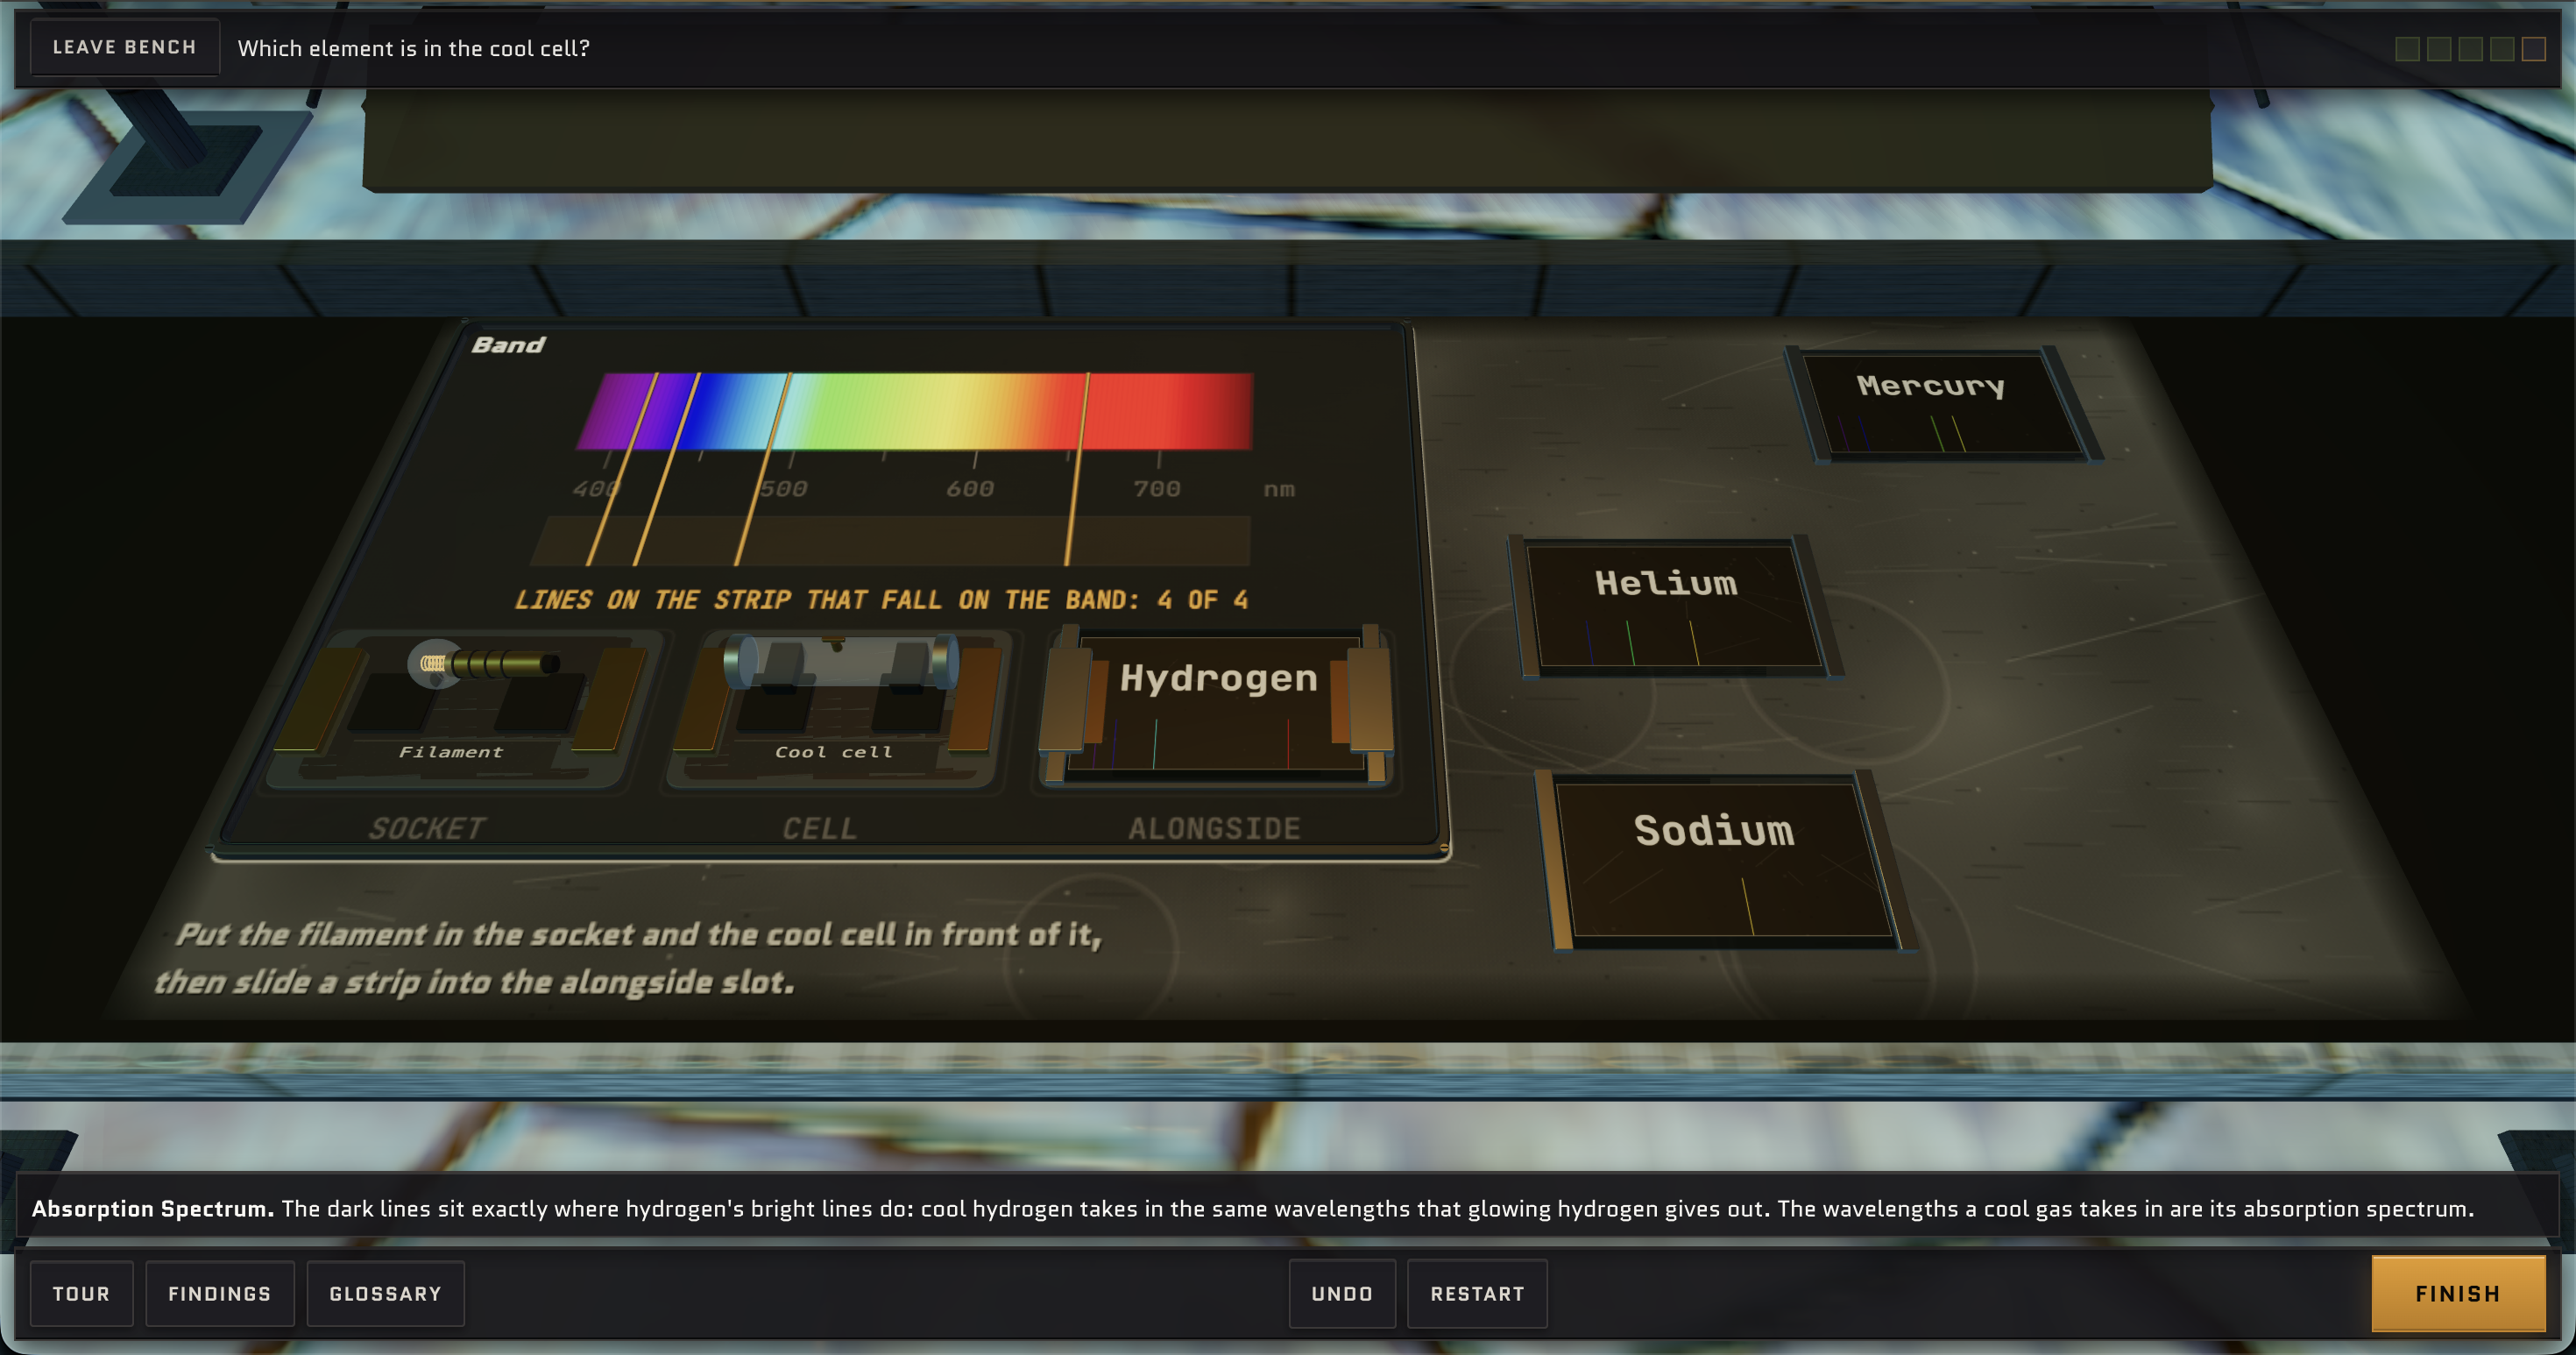 LEAVE BENCH
Which element is in the cool cell?
Band
400 500 600 700 nm
LINES ON THE STRIP THAT FALL ON THE BAND: 4 OF 4
Filament
Cool cell
Hydrogen
SOCKET
CELL
ALONGSIDE
Mercury
Helium
Sodium
Put the filament in the socket and the cool cell in front of it,
then slide a strip into the alongside slot.
Absorption Spectrum. The dark lines sit exactly where hydrogen's bright lines do: cool hydrogen takes in the same wavelengths that glowing hydrogen gives out. The wavelengths a cool gas takes in are its absorption spectrum.
TOUR
FINDINGS
GLOSSARY
UNDO
RESTART
FINISH